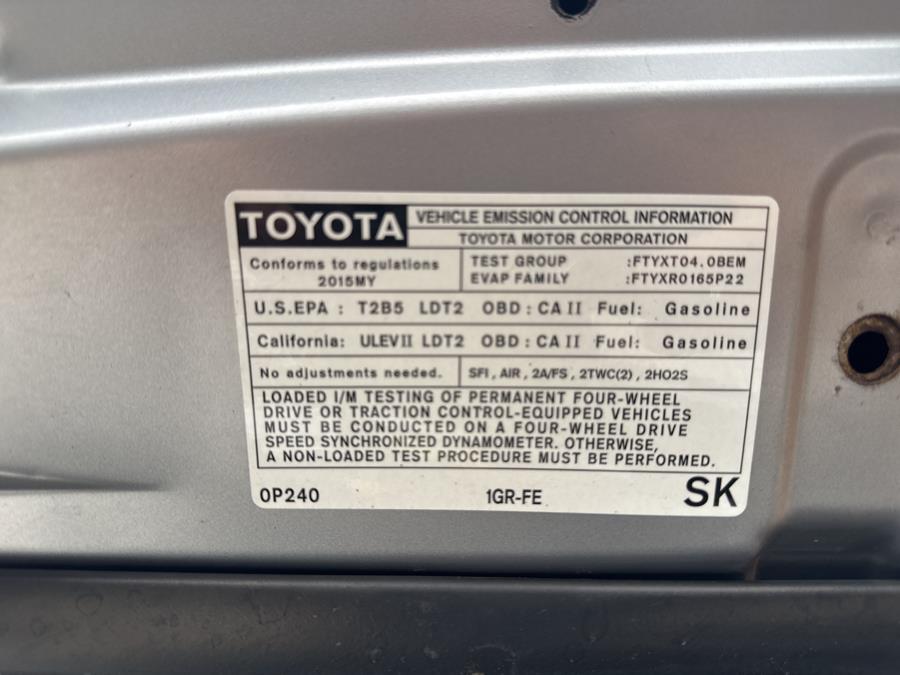 TOYOTA VEHICLE EMISSION CONTROL INFORMATION
TOYOTA MOTOR CORPORATION
Conforms to regulations
2015MY
TEST GROUP :FTYXT04.0BEM
EVAP FAMILY :FTYXR0165P22
U.S.EPA : T2B5 LDT2 OBD : CA II Fuel: Gasoline
California: ULEVII LDT2 OBD : CA II Fuel: Gasoline
No adjustments needed. SFI , AIR , 2A/FS , 2TWC(2) , 2HO2S
LOADED I/M TESTING OF PERMANENT FOUR-WHEEL
DRIVE OR TRACTION CONTROL-EQUIPPED VEHICLES
MUST BE CONDUCTED ON A FOUR-WHEEL DRIVE
SPEED SYNCHRONIZED DYNAMOMETER. OTHERWISE,
A NON-LOADED TEST PROCEDURE MUST BE PERFORMED.
0P240 1GR-FE SK